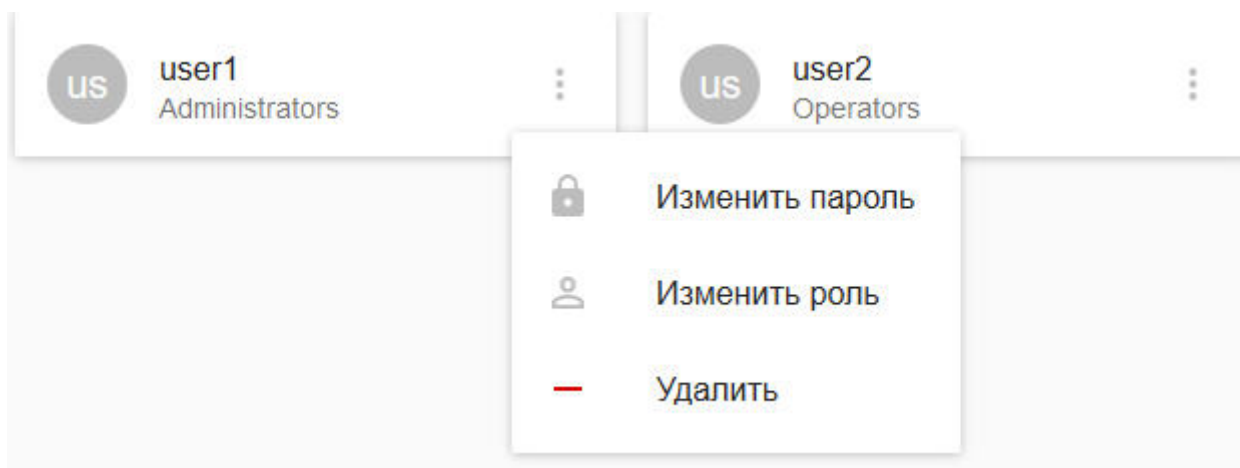 us
user1
Administrators
us
user2
Operators
Изменить пароль
Изменить роль
Удалить